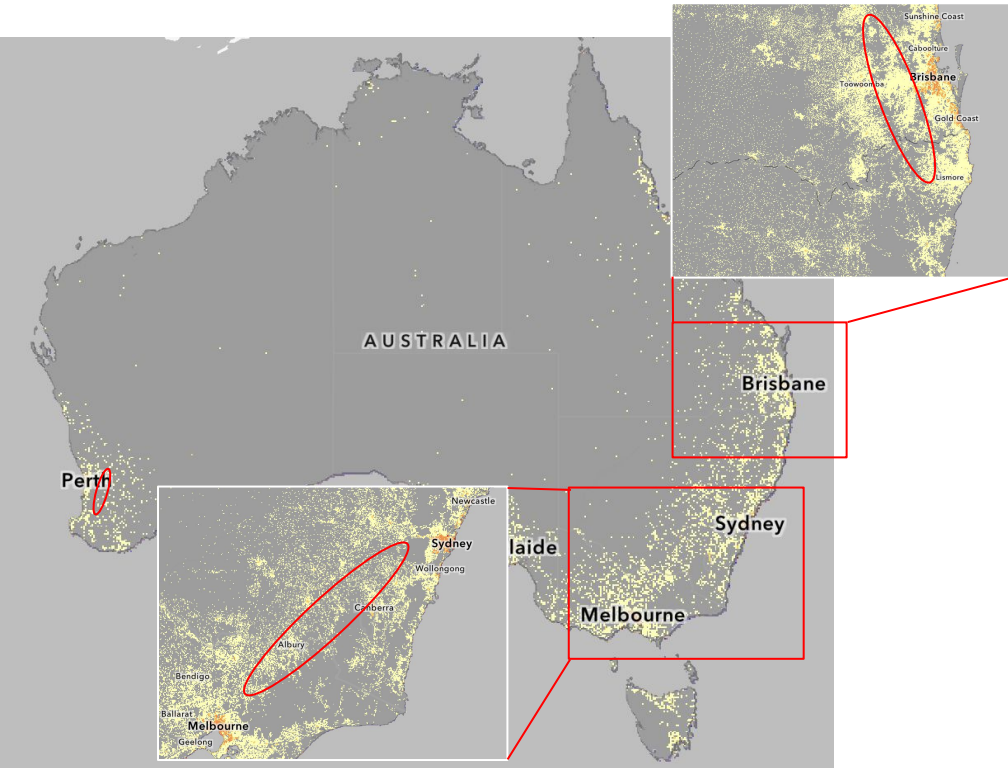 Sunshine Coast
Caboolture
Brisbane
Toowoomba
Gold Coast
Lismore
AUSTRALIA
Brisbane
Perth
Newcastle
Sydney
Wollongong
Canberra
Albury
Bendigo
Ballarat
Melbourne
Geelong
laide
Sydney
Melbourne